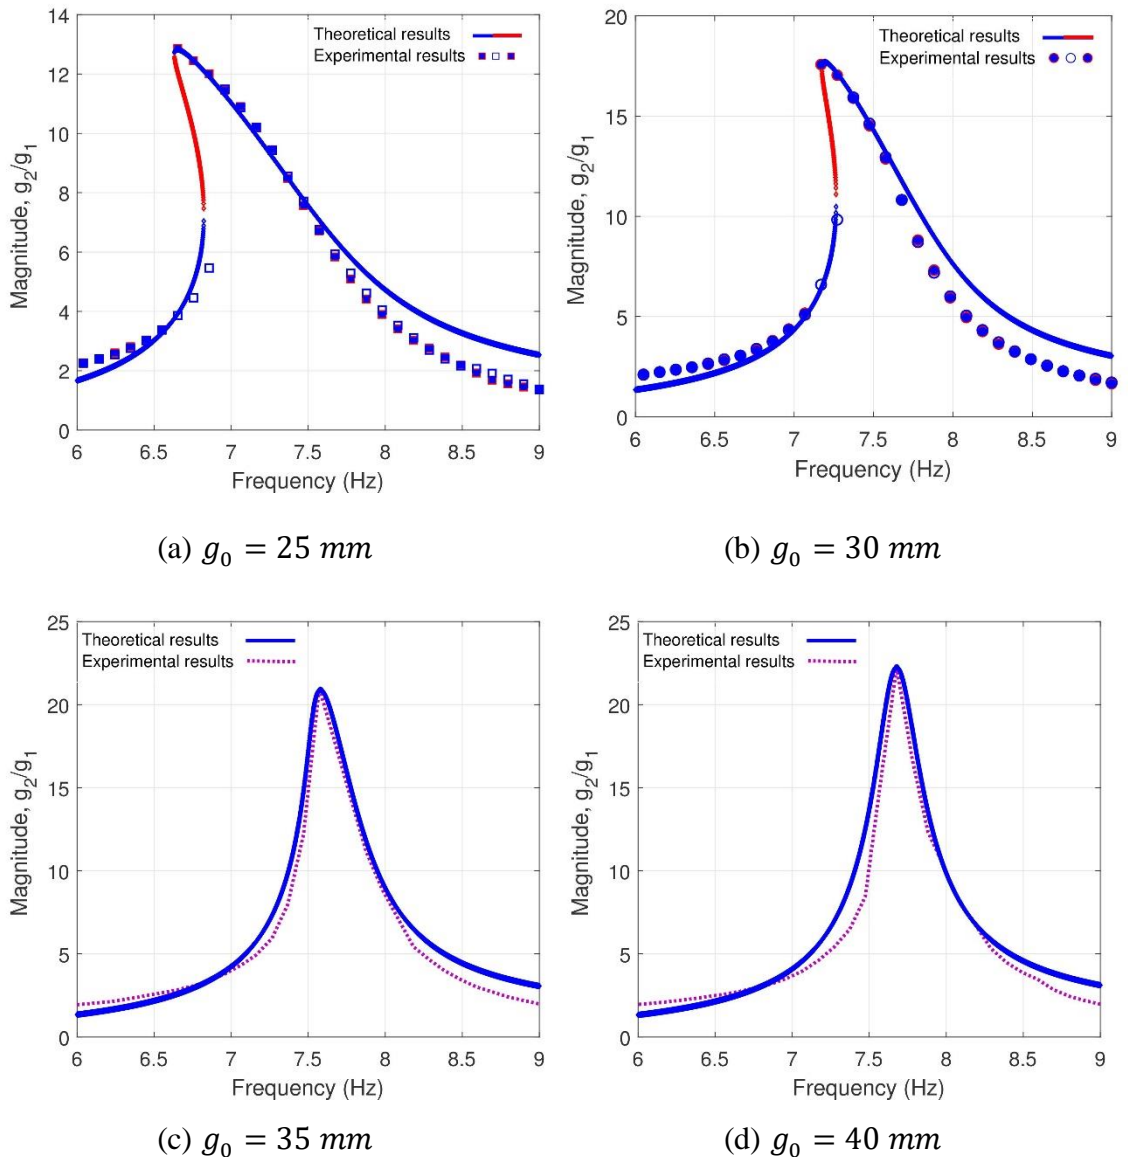 14
12
10
8
6
4
2
0
Magnitude, g₂/g₁
Theoretical results
Experimental results
6 6.5 7 7.5 8 8.5 9
Frequency (Hz)
(a) g₀ = 25 mm
20
15
10
5
0
Magnitude, g₂/g₁
Theoretical results
Experimental results
6 6.5 7 7.5 8 8.5 9
Frequency (Hz)
(b) g₀ = 30 mm
25
20
15
10
5
0
Magnitude, g₂/g₁
Theoretical results
Experimental results
6 6.5 7 7.5 8 8.5 9
Frequency (Hz)
(c) g₀ = 35 mm
25
20
15
10
5
0
Magnitude, g₂/g₁
Theoretical results
Experimental results
6 6.5 7 7.5 8 8.5 9
Frequency (Hz)
(d) g₀ = 40 mm